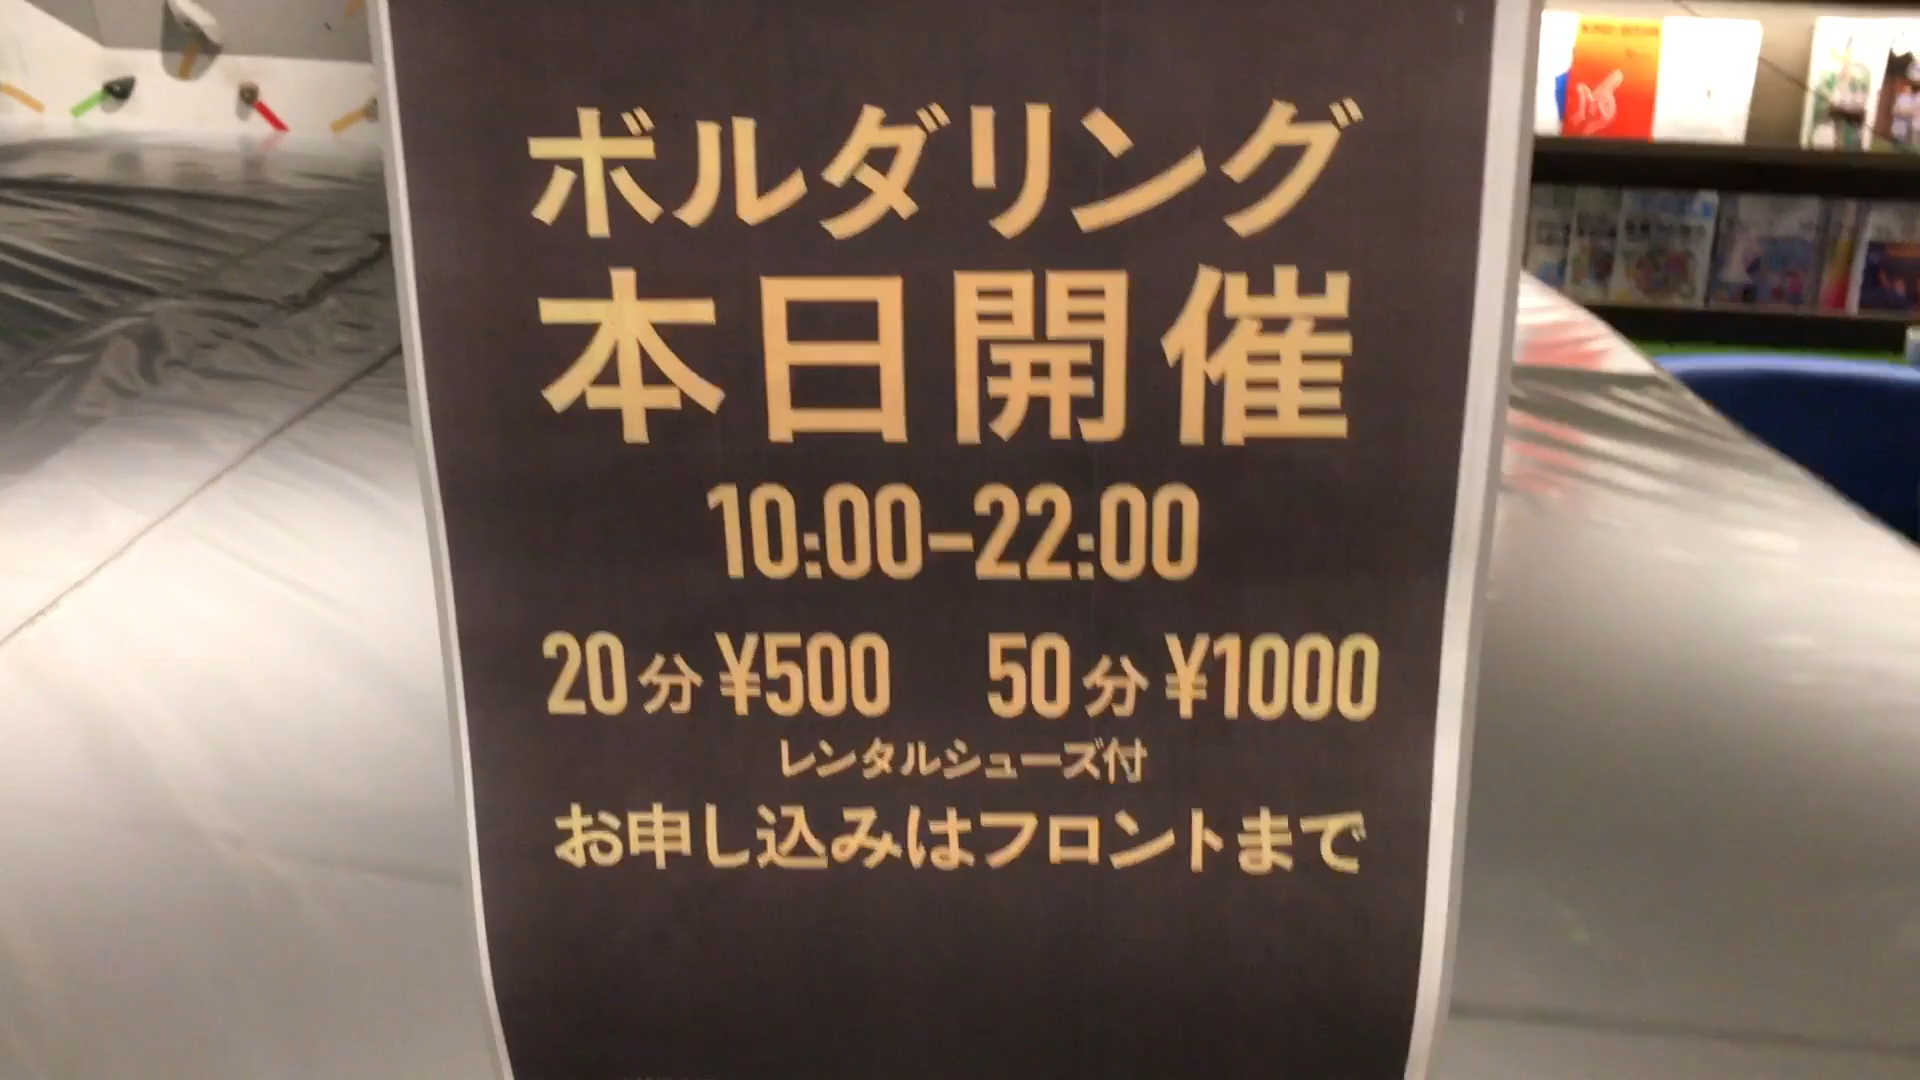 ボルダリング
本日開催
10:00-22:00
20分 ¥500 50分 ¥1000
レンタルシューズ付
お申し込みはフロントまで